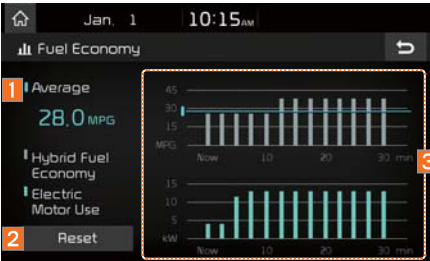 Jan. 1 10:15AM
Fuel Economy
1 Average
28.0 MPG
Hybrid Fuel
Economy
Electric
Motor Use
2 Reset
45
30
15
MPG
Now 10 20 30 min
3
15
10
5
kW
Now 10 20 30 min